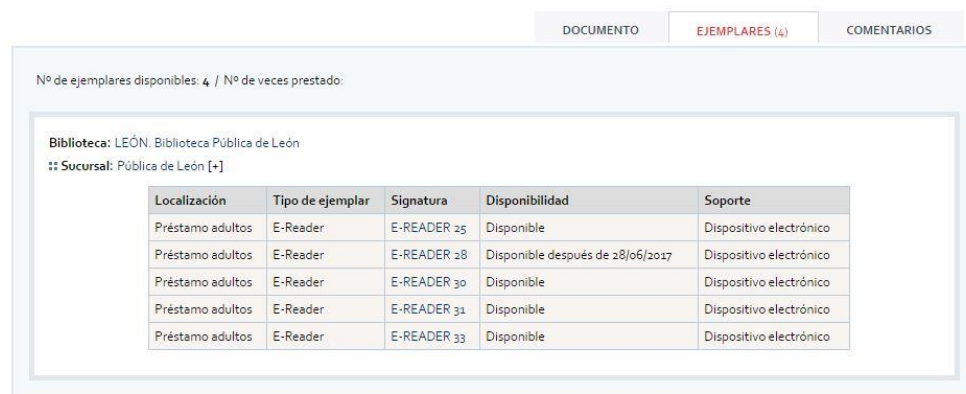 DOCUMENTO EJEMPLARES (4) COMENTARIOS
Nº de ejemplares disponibles: 4 / Nº de veces prestado:
Biblioteca: LEÓN. Biblioteca Pública de León
Sucursal: Pública de León [+]
Localización Tipo de ejemplar Signatura Disponibilidad Soporte
Préstamo adultos E-Reader E-READER 25 Disponible Dispositivo electrónico
Préstamo adultos E-Reader E-READER 28 Disponible después de 28/06/2017 Dispositivo electrónico
Préstamo adultos E-Reader E-READER 30 Disponible Dispositivo electrónico
Préstamo adultos E-Reader E-READER 31 Disponible Dispositivo electrónico
Préstamo adultos E-Reader E-READER 33 Disponible Dispositivo electrónico